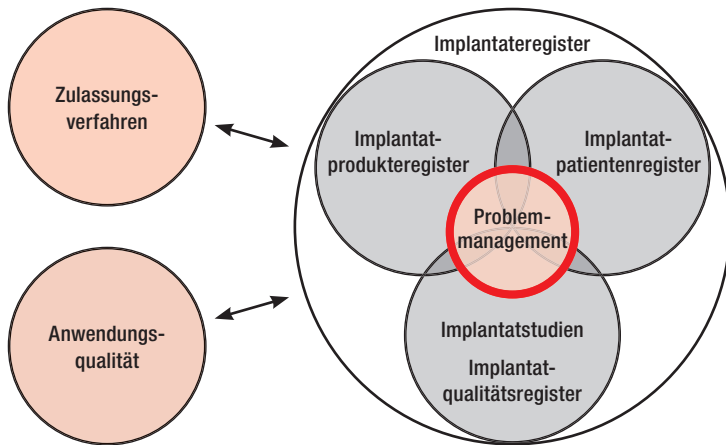 Zulassungs-
verfahren
Anwendungs-
qualität
Implantateregister
Implantat-
produkteregister
Implantat-
patientenregister
Problem-
management
Implantatstudien
Implantat-
qualitätsregister